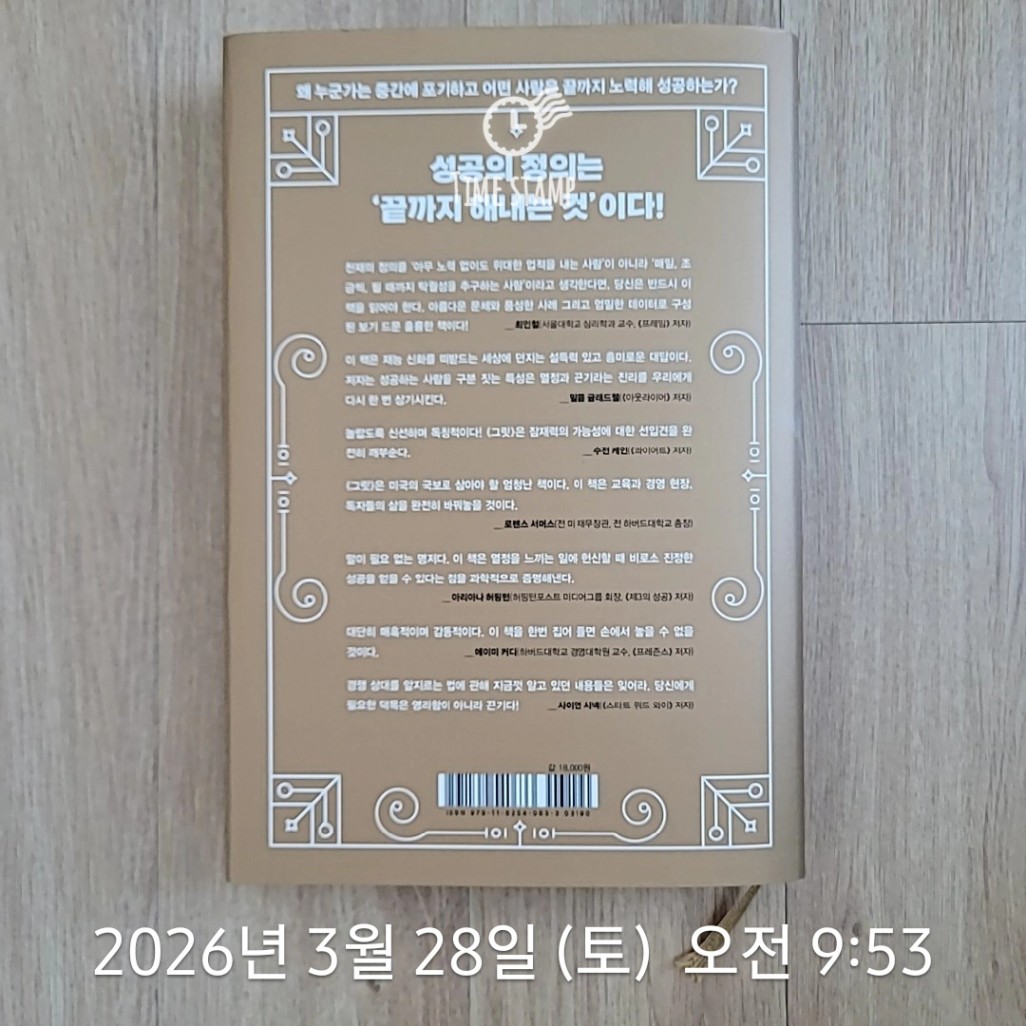 왜 누군가는 중간에 포기하고 어떤 사람은 끝까지 노력해 성공하는가?
TIME STAMP
성공의 정의는
‘끝까지 해내는 것’이다!
천재의 정의를 ‘아무 노력 없이도 위대한 업적을 내는 사람’이 아니라 ‘매일, 조
금씩, 될 때까지 탁월성을 추구하는 사람’이라고 생각한다면, 당신은 반드시 이
책을 읽어야 한다. 아름다운 문체와 풍성한 사례 그리고 엄밀한 데이터로 구성
된 보기 드문 훌륭한 책이다! __최인철(서울대학교 심리학과 교수, 《프레임》 저자)
이 책은 재능 신화를 떠받드는 세상에 던지는 설득력 있고 흥미로운 대답이다.
저자는 성공하는 사람을 구분 짓는 특성은 열정과 끈기라는 진리를 우리에게
다시 한 번 상기시킨다. __말콤 글래드웰(《아웃라이어》 저자)
놀랍도록 신선하며 독창적이다! 《그릿》은 잠재력의 가능성에 대한 선입견을 완
전히 깨부순다. __수전 케인(《콰이어트》 저자)
《그릿》은 미국의 국보로 삼아야 할 엄청난 책이다. 이 책은 교육과 경영 현장,
독자들의 삶을 완전히 바꿔놓을 것이다.
__로렌스 서머스(전 미 재무장관, 전 하버드대학교 총장)
말이 필요 없는 명저다. 이 책은 열정을 느끼는 일에 헌신할 때 비로소 진정한
성공을 얻을 수 있다는 점을 과학적으로 증명해낸다.
__아리아나 허핑턴(허핑턴포스트 미디어그룹 회장, 《제3의 성공》 저자)
대단히 매혹적이며 감동적이다. 이 책을 한번 집어 들면 손에서 놓을 수 없을
것이다. __에이미 커디(하버드대학교 경영대학원 교수, 《프레즌스》 저자)
경쟁 상대를 앞지르는 법에 관해 지금껏 알고 있던 내용들은 잊어라. 당신에게
필요한 덕목은 영리함이 아니라 끈기다! __사이먼 시넥(《스타트 위드 와이》 저자)
값 18,000원
ISBN 979-11-6254-083-3 03190
2026년 3월 28일 (토) 오전 9:53